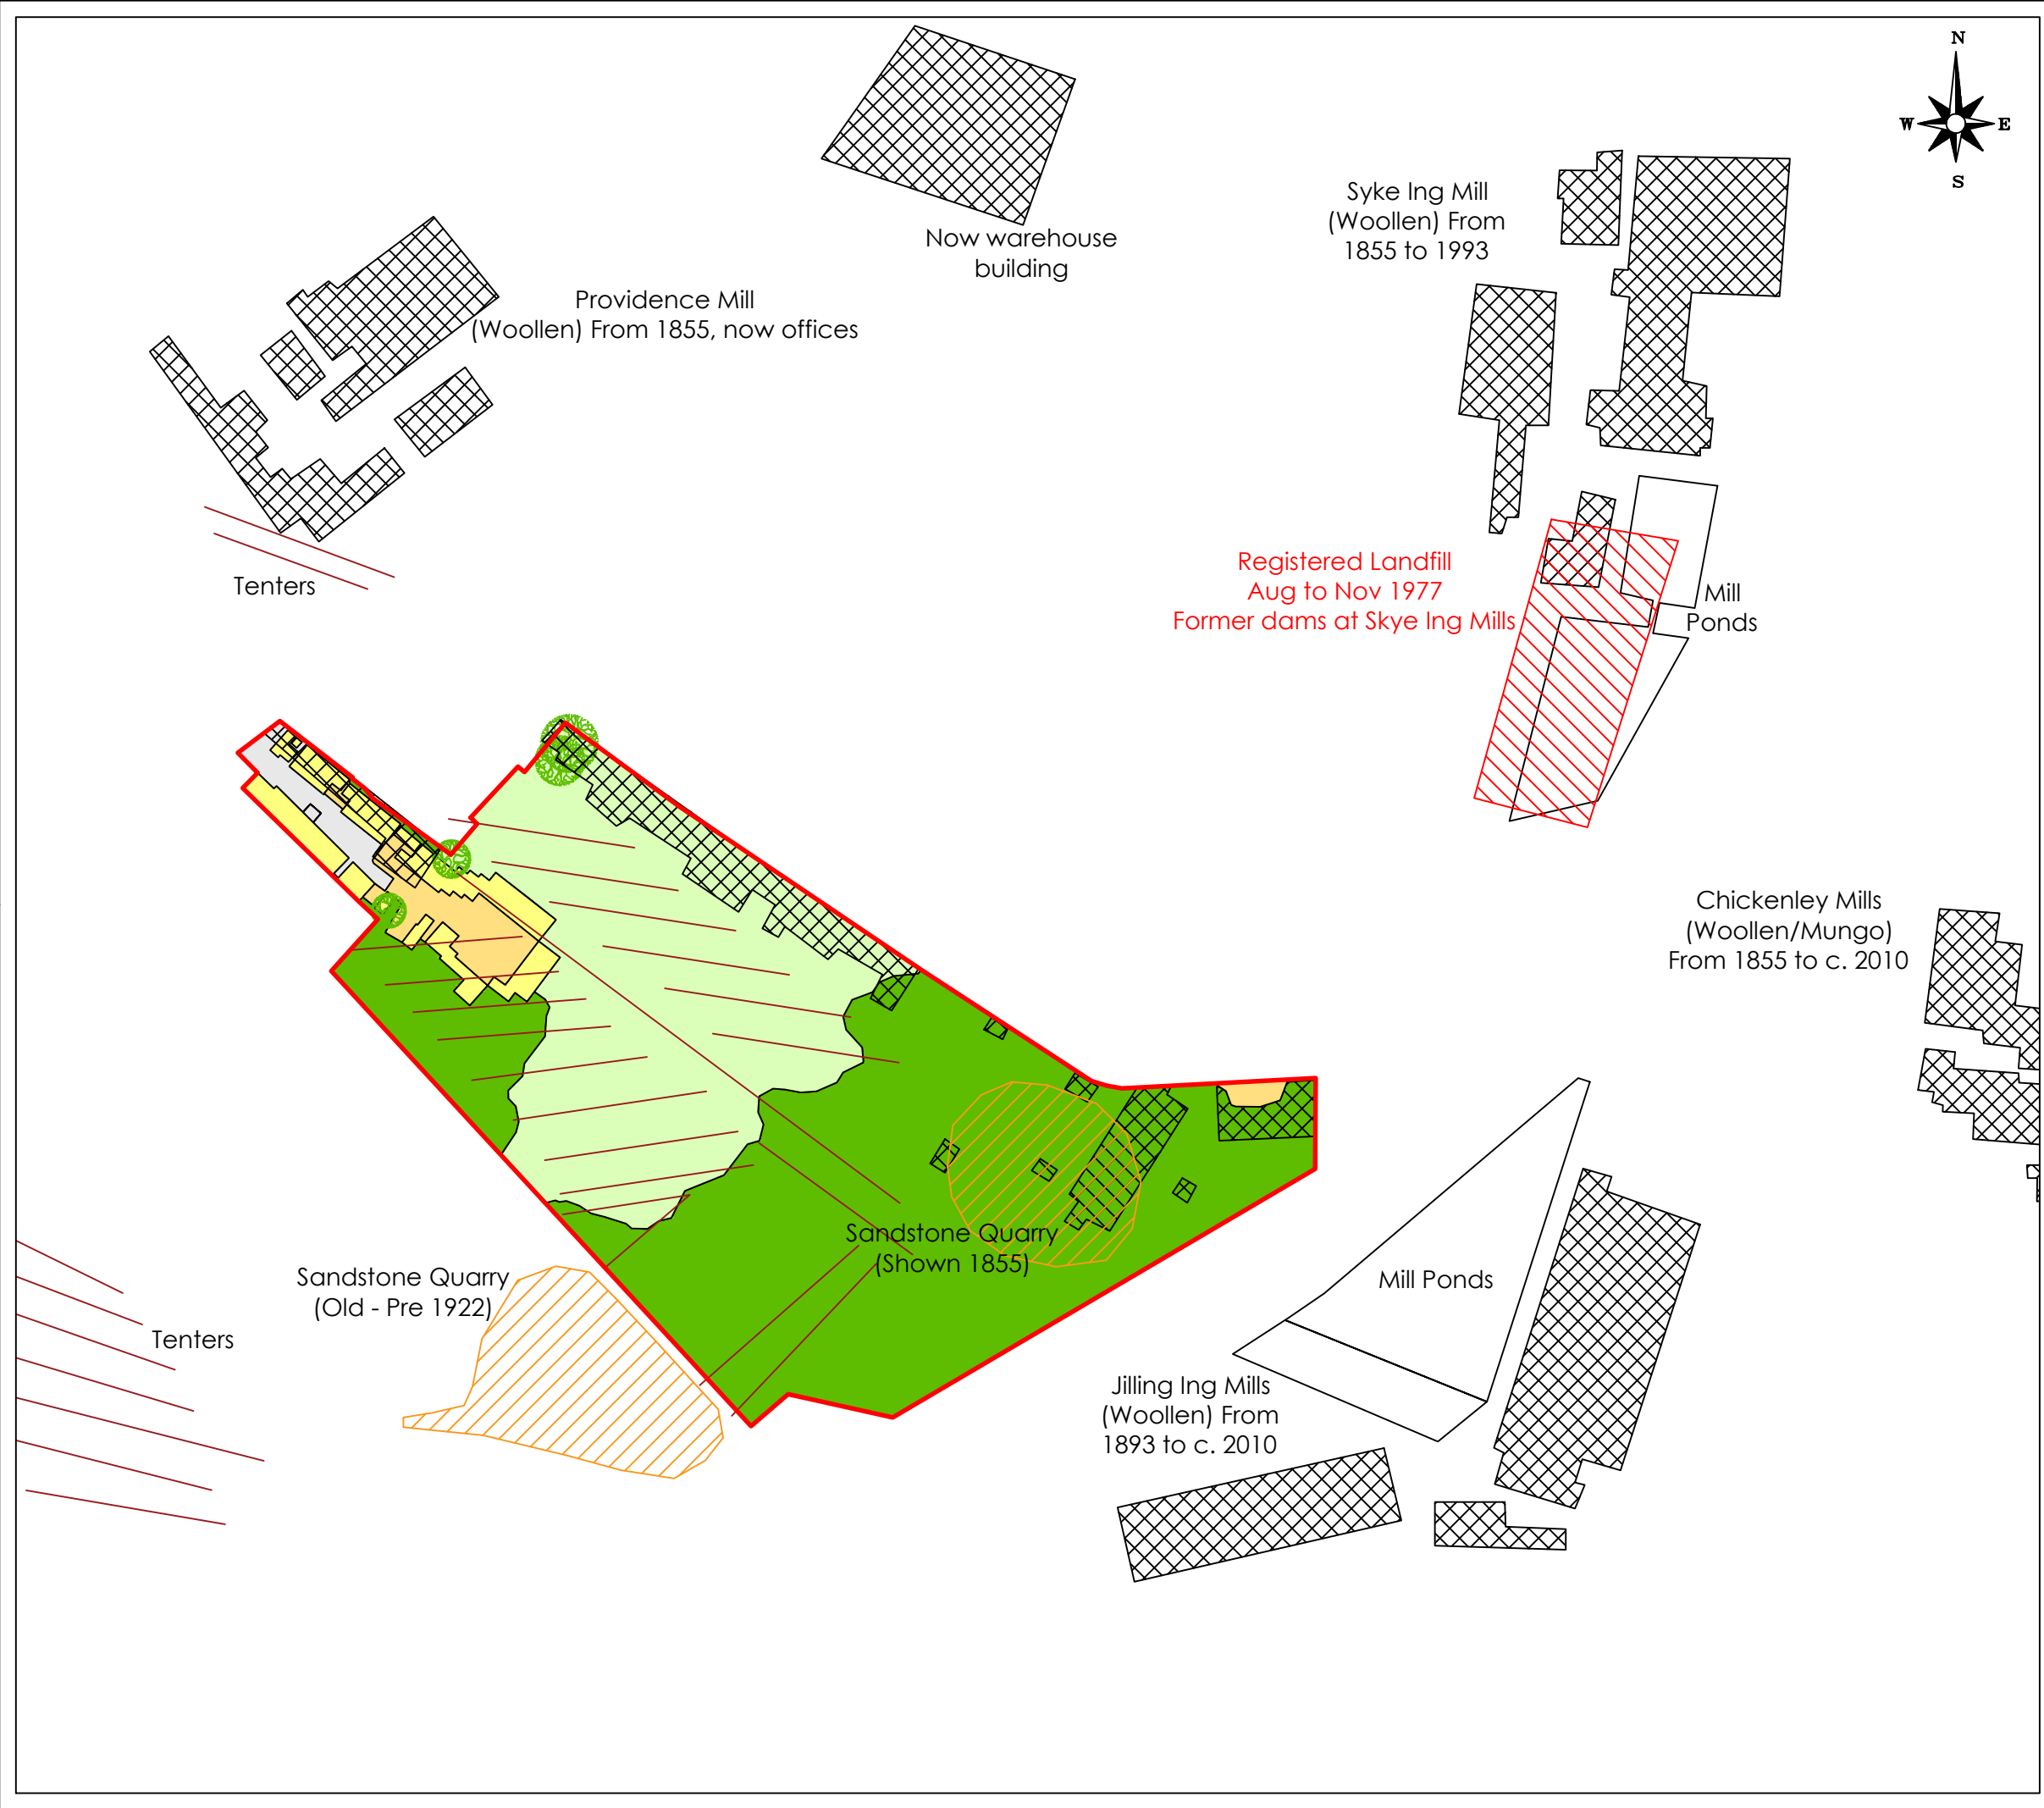 N
W
E
S
Now warehouse
building
Syke Ing Mill
(Woollen) From
1855 to 1993
Providence Mill
(Woollen) From 1855, now offices
Tenters
Registered Landfill
Aug to Nov 1977
Former dams at Skye Ing Mills
Mill
Ponds
Chickenley Mills
(Woollen/Mungo)
From 1855 to c. 2010
Sandstone Quarry
(Shown 1855)
Sandstone Quarry
(Old - Pre 1922)
Tenters
Mill Ponds
Jilling Ing Mills
(Woollen) From
1893 to c. 2010